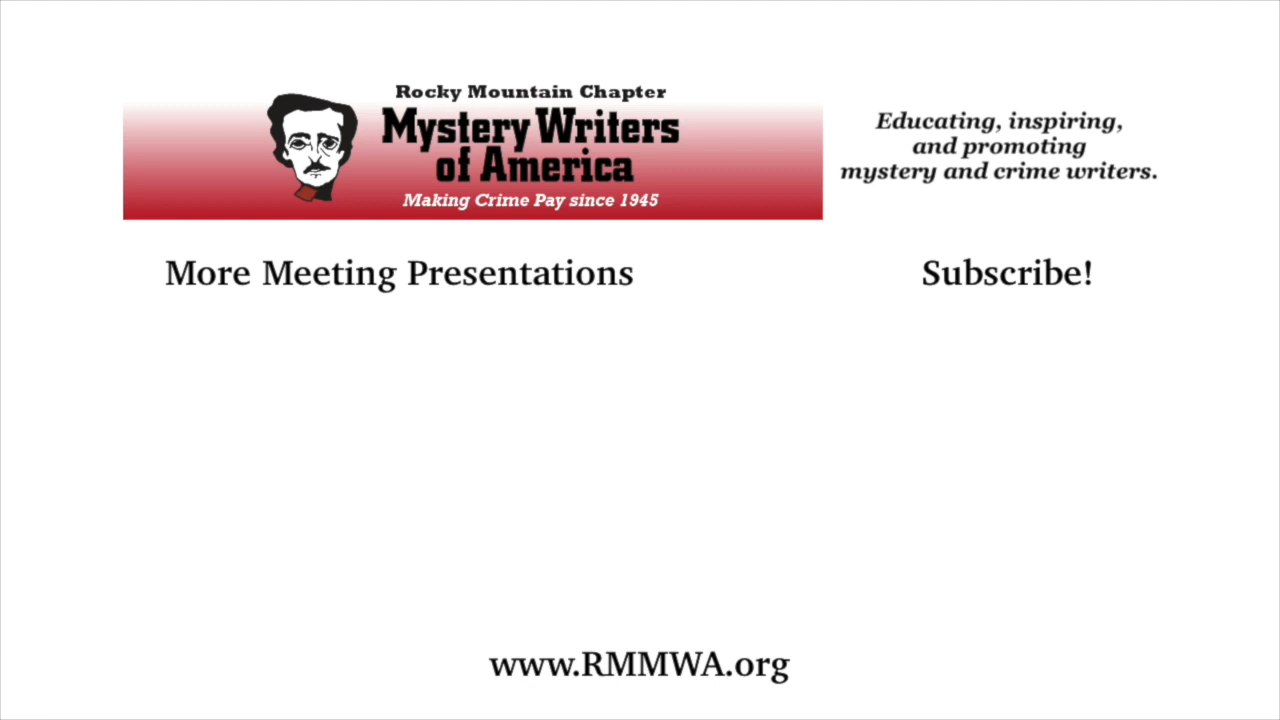 Rocky Mountain Chapter
Mystery Writers
of America
Making Crime Pay since 1945
Educating, inspiring,
and promoting
mystery and crime writers.
More Meeting Presentations
Subscribe!
www.RMMWA.org